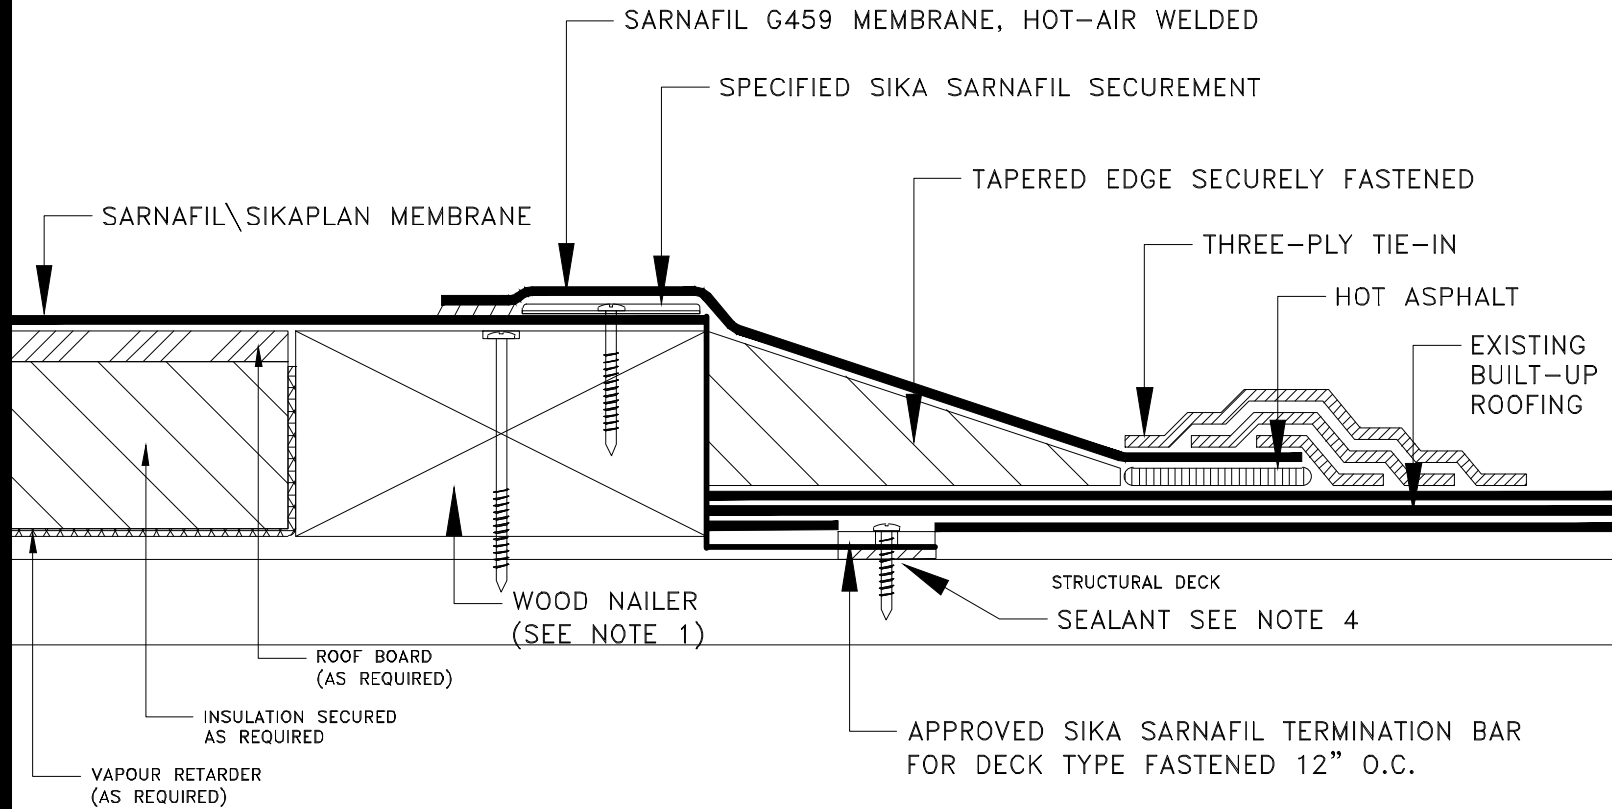 SARNAFIL G459 MEMBRANE, HOT-AIR WELDED
SPECIFIED SIKA SARNAFIL SECUREMENT
TAPERED EDGE SECURELY FASTENED
SARNAFIL\SIKAPLAN MEMBRANE
THREE-PLY TIE-IN
HOT ASPHALT
EXISTING
BUILT-UP
ROOFING
STRUCTURAL DECK
SEALANT SEE NOTE 4
WOOD NAILER
(SEE NOTE 1)
ROOF BOARD
(AS REQUIRED)
INSULATION SECURED
AS REQUIRED
APPROVED SIKA SARNAFIL TERMINATION BAR
FOR DECK TYPE FASTENED 12” O.C.
VAPOUR RETARDER
(AS REQUIRED)